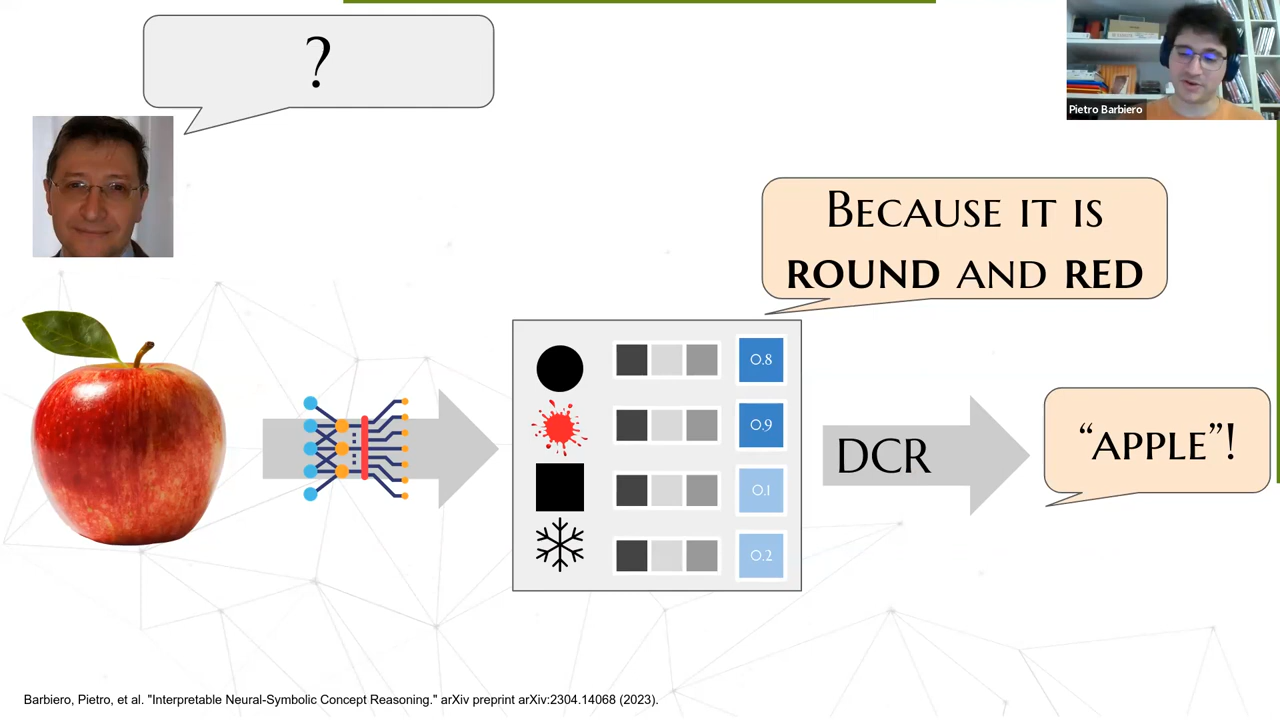 ?
Pietro Barbiero
Because it is
round and red
0.8
0.9
0.1
0.2
DCR
“apple”!
Barbiero, Pietro, et al. "Interpretable Neural-Symbolic Concept Reasoning." arXiv preprint arXiv:2304.14068 (2023).